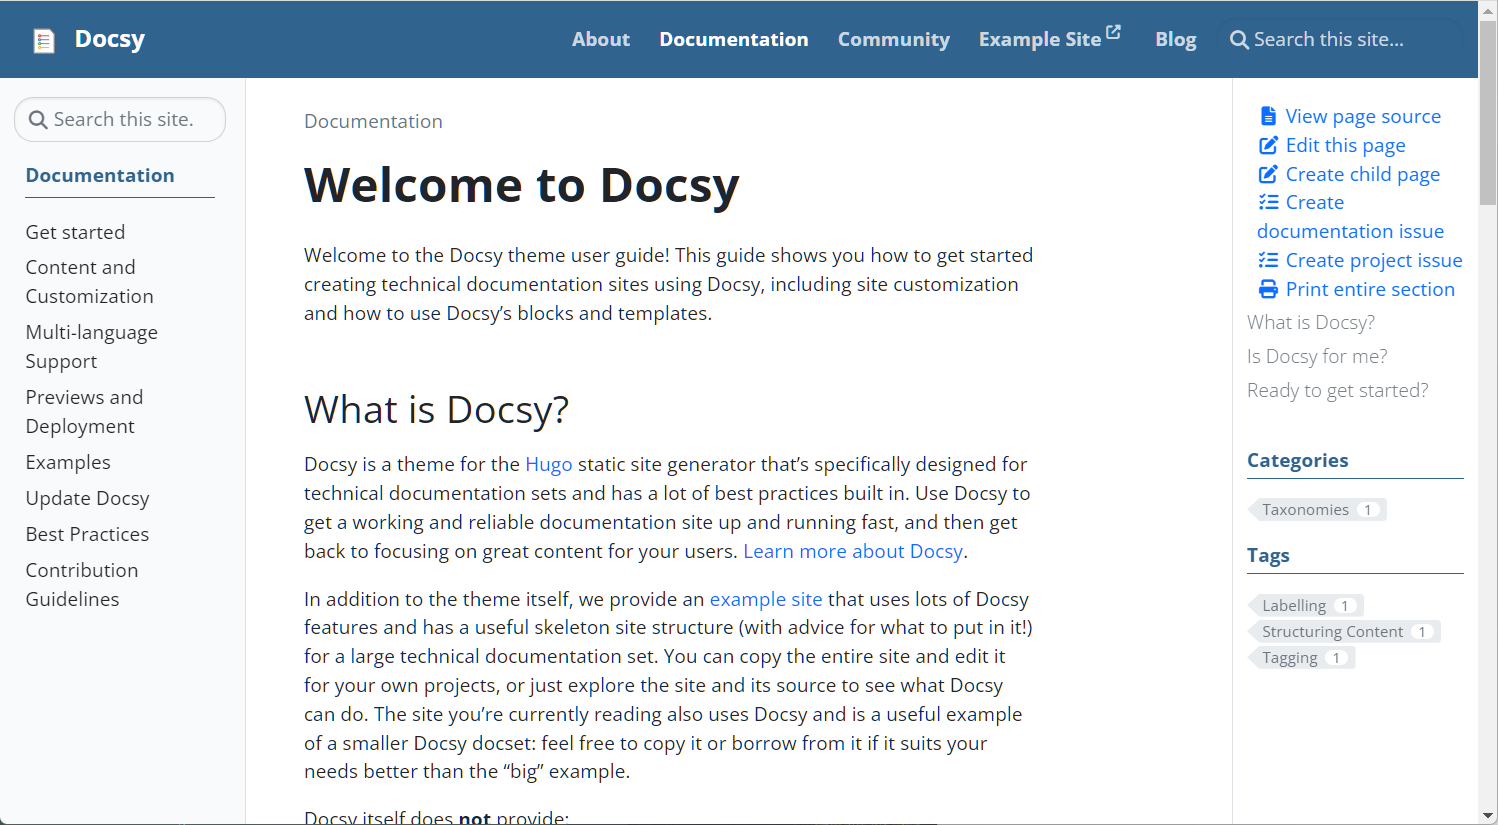 Docsy
About Documentation Community Example Site Blog Search this site...
Search this site.
Documentation
Get started
Content and
Customization
Multi-language
Support
Previews and
Deployment
Examples
Update Docsy
Best Practices
Contribution
Guidelines
Documentation
Welcome to Docsy
Welcome to the Docsy theme user guide! This guide shows you how to get started
creating technical documentation sites using Docsy, including site customization
and how to use Docsy’s blocks and templates.
What is Docsy?
Docsy is a theme for the Hugo static site generator that’s specifically designed for
technical documentation sets and has a lot of best practices built in. Use Docsy to
get a working and reliable documentation site up and running fast, and then get
back to focusing on great content for your users. Learn more about Docsy.
In addition to the theme itself, we provide an example site that uses lots of Docsy
features and has a useful skeleton site structure (with advice for what to put in it!)
for a large technical documentation set. You can copy the entire site and edit it
for your own projects, or just explore the site and its source to see what Docsy
can do. The site you’re currently reading also uses Docsy and is a useful example
of a smaller Docsy docset: feel free to copy it or borrow from it if it suits your
needs better than the “big” example.
Docsy itself does not provide:
View page source
Edit this page
Create child page
Create
documentation issue
Create project issue
Print entire section
What is Docsy?
Is Docsy for me?
Ready to get started?
Categories
Taxonomies 1
Tags
Labelling 1
Structuring Content 1
Tagging 1